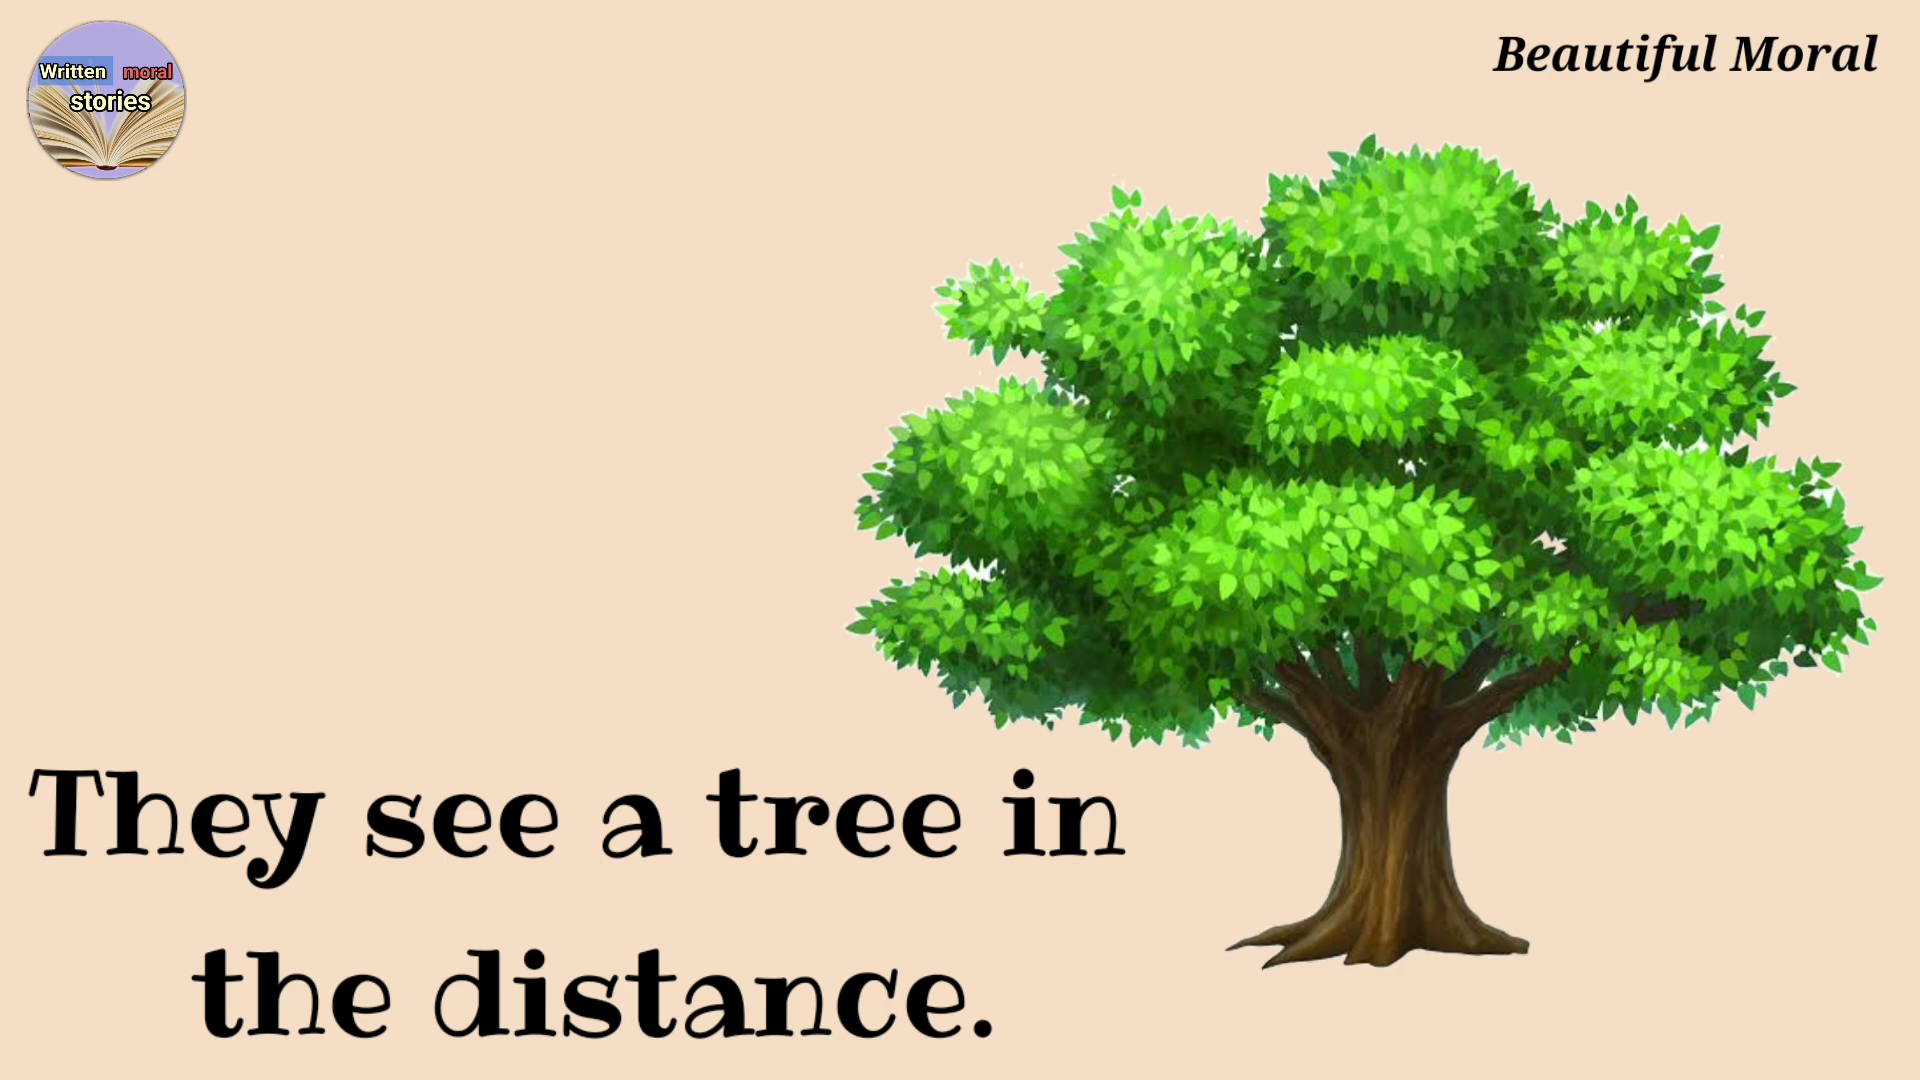 Written moral
stories
Beautiful Moral
They see a tree in
the distance.